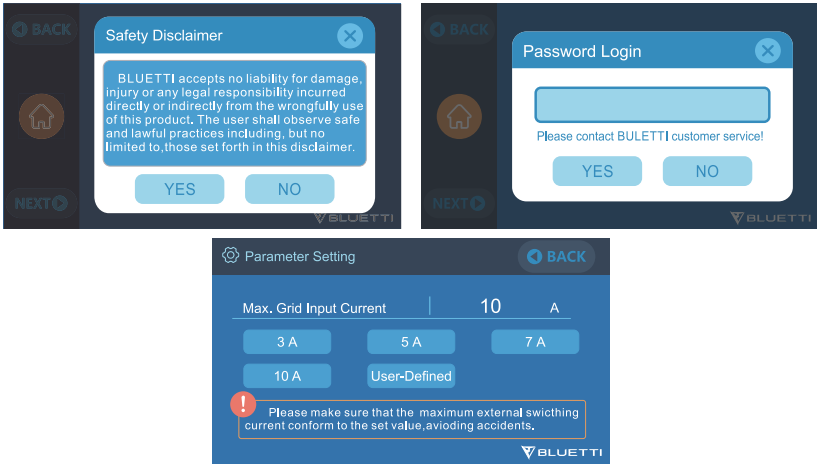 BACK
Safety Disclaimer
BLUETTI accepts no liability for damage,
injury or any legal responsibility incurred
directly or indirectly from the wrongfully use
of this product. The user shall observe safe
and lawful practices including, but no
limited to,those set forth in this disclaimer.
YES NO
NEXT
BLUETTI
BACK
Password Login
Please contact BULETTI customer service!
YES NO
NEXT
BLUETTI
Parameter Setting
BACK
Max. Grid Input Current 10 A
3 A 5 A 7 A
10 A User-Defined
! Please make sure that the maximum external swicthing
current conform to the set value,avioding accidents.
BLUETTI